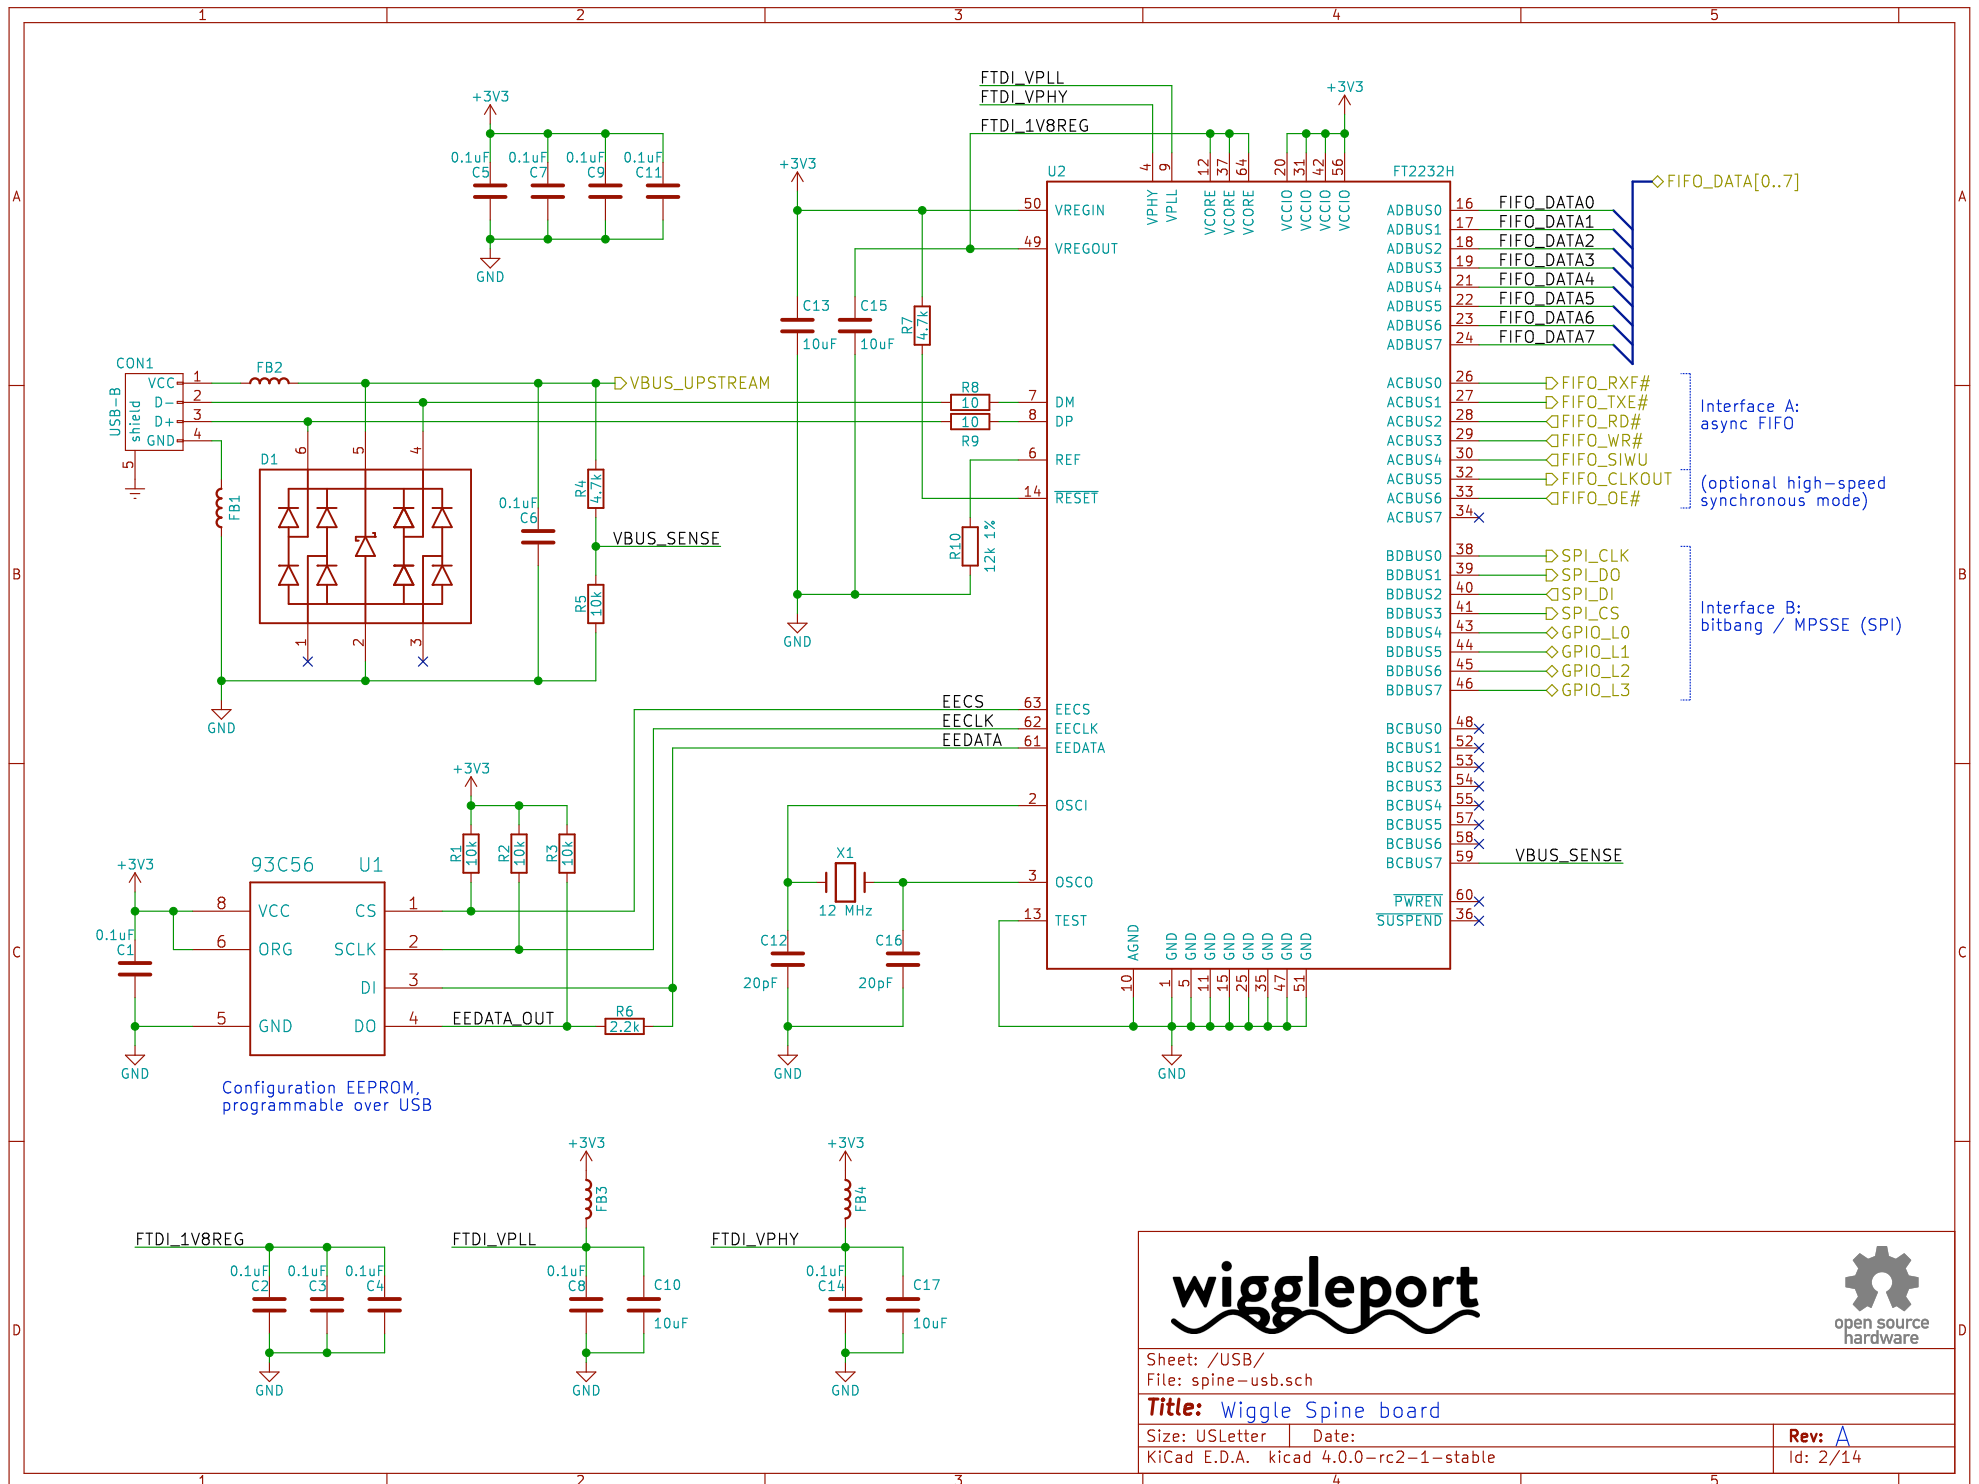 1 2 3 4 5
A
B
C
D
A
B
C
D
1 2 3 4 5
+3V3
0.1uF C5
0.1uF C7
0.1uF C9
0.1uF C11
GND
CON1
USB-B
shield
VCC 1
D- 2
D+ 3
GND 4
5
FB2
FB1
VBUS_UPSTREAM
D1
6 5 4
1 2 3
0.1uF
C6
R4 4.7k
VBUS_SENSE
R5 10k
GND
+3V3
C13
10uF
C15
10uF
R7 4.7k
R8
10
10
R9
R10 12k 1%
GND
FTDI_VPLL
FTDI_VPHY
FTDI_1V8REG
+3V3
U2
FT2232H
4 VPHY
9 VPLL
12 VCORE
37 VCORE
64 VCORE
20 VCCIO
31 VCCIO
42 VCCIO
56 VCCIO
50 VREGIN
49 VREGOUT
7 DM
8 DP
6 REF
14 RESET
EECS 63 EECS
EECLK 62 EECLK
EEDATA 61 EEDATA
2 OSCI
3 OSCO
13 TEST
10 AGND
1 GND
5 GND
11 GND
15 GND
25 GND
35 GND
47 GND
51 GND
GND
ADBUS0 16 FIFO_DATA0
ADBUS1 17 FIFO_DATA1
ADBUS2 18 FIFO_DATA2
ADBUS3 19 FIFO_DATA3
ADBUS4 21 FIFO_DATA4
ADBUS5 22 FIFO_DATA5
ADBUS6 23 FIFO_DATA6
ADBUS7 24 FIFO_DATA7
FIFO_DATA[0..7]
ACBUS0 26 FIFO_RXF#
ACBUS1 27 FIFO_TXE#
ACBUS2 28 FIFO_RD#
ACBUS3 29 FIFO_WR#
ACBUS4 30 FIFO_SIWU
ACBUS5 32 FIFO_CLKOUT
ACBUS6 33 FIFO_OE#
ACBUS7 34
Interface A:
async FIFO
(optional high-speed
synchronous mode)
BDBUS0 38 SPI_CLK
BDBUS1 39 SPI_DO
BDBUS2 40 SPI_DI
BDBUS3 41 SPI_CS
BDBUS4 43 GPIO_L0
BDBUS5 44 GPIO_L1
BDBUS6 45 GPIO_L2
BDBUS7 46 GPIO_L3
Interface B:
bitbang / MPSSE (SPI)
BCBUS0 48
BCBUS1 52
BCBUS2 53
BCBUS3 54
BCBUS4 55
BCBUS5 57
BCBUS6 58
BCBUS7 59 VBUS_SENSE
PWREN 60
SUSPEND 36
+3V3
0.1uF
C1
GND
93C56 U1
8 VCC
6 ORG
5 GND
CS 1
SCLK 2
DI 3
DO 4
+3V3
R1 10k
R2 10k
R3 10k
EEDATA_OUT
R6
2.2k
Configuration EEPROM,
programmable over USB
X1
12 MHz
C12
20pF
C16
20pF
GND
FTDI_1V8REG
0.1uF C2
0.1uF C3
0.1uF C4
GND
+3V3
FB3
FTDI_VPLL
0.1uF
C8
C10
10uF
GND
+3V3
FB4
FTDI_VPHY
0.1uF
C14
C17
10uF
GND
wiggleport
open source
hardware
Sheet: /USB/
File: spine-usb.sch
Title: Wiggle Spine board
Size: USLetter Date: Rev: A
KiCad E.D.A. kicad 4.0.0-rc2-1-stable Id: 2/14